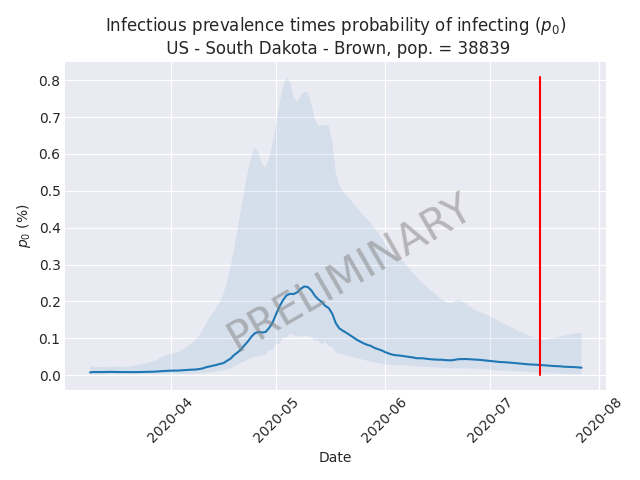 Infectious prevalence times probability of infecting (p₀)
US - South Dakota - Brown, pop. = 38839
0.8
0.7
0.6
0.5
0.4
0.3
0.2
0.1
0.0
p₀ (%)
PRELIMINARY
2020-04
2020-05
2020-06
2020-07
2020-08
Date